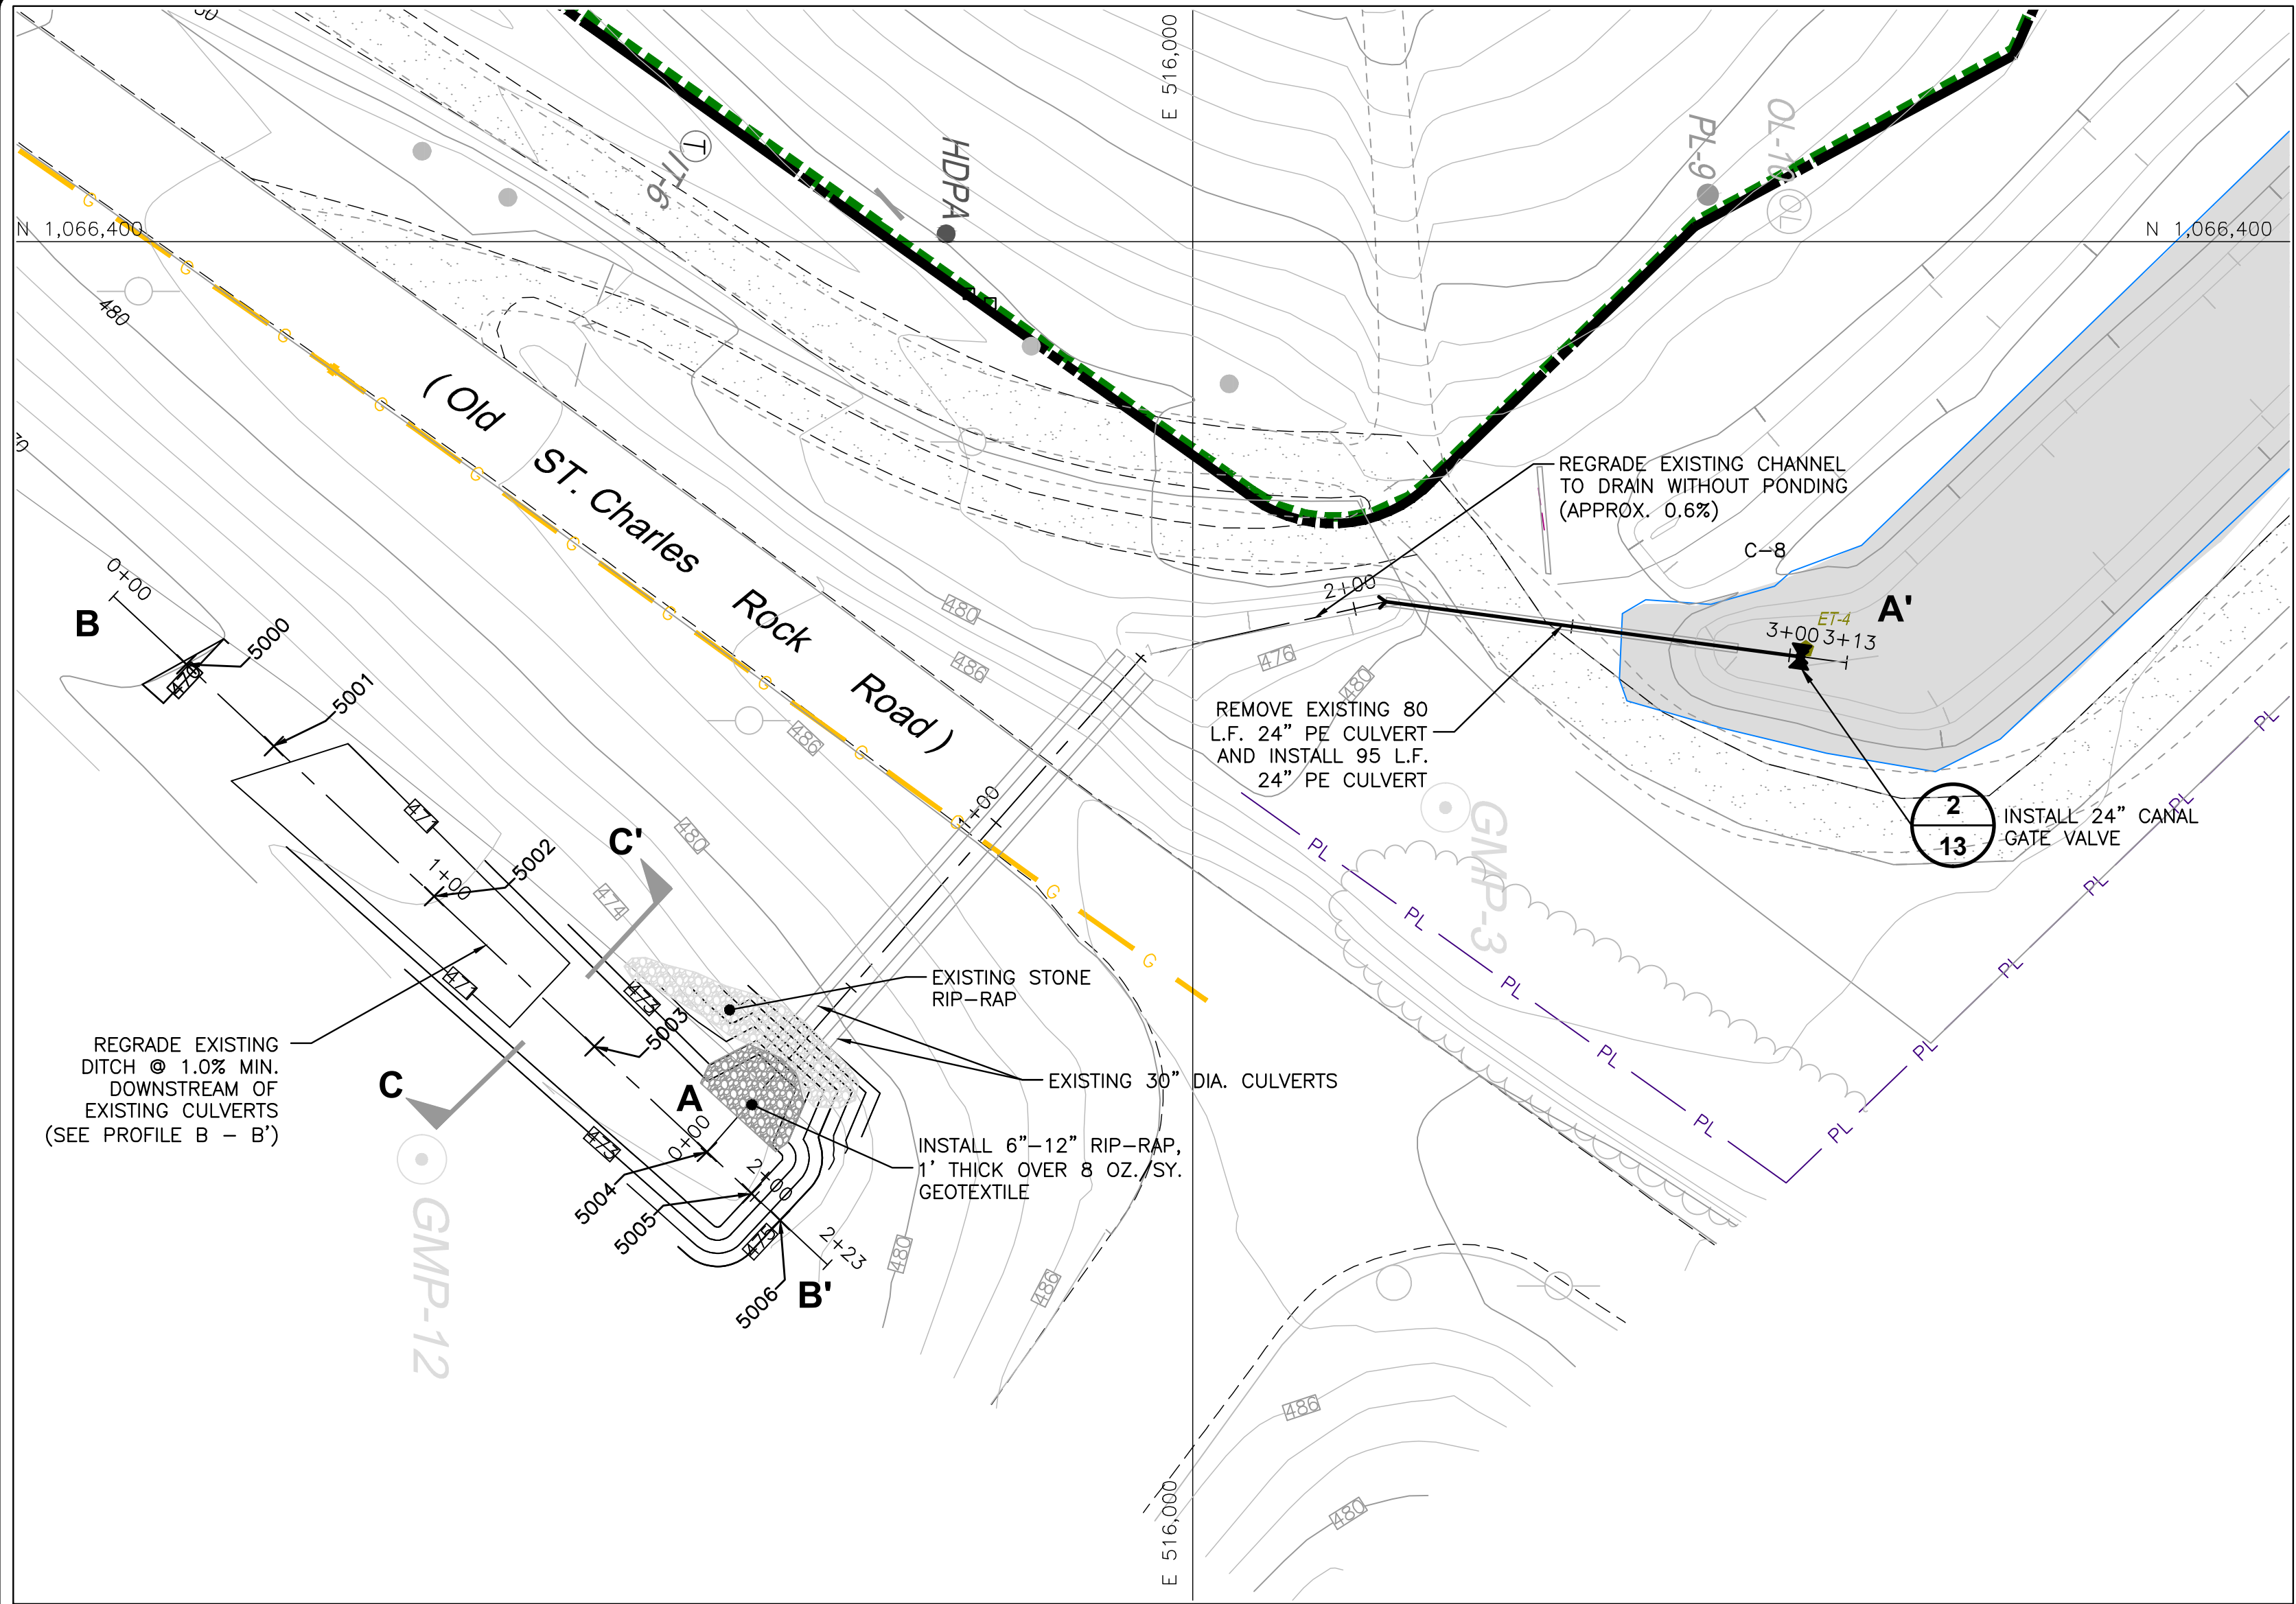 E 516,000
N 1,066,400
N 1,066,400
T
HDPA
PL-9
OL
G
G
G
G
G
G
G
G
G
G
G
G
G
480
( Old ST. Charles Rock Road )
REGRADE EXISTING CHANNEL
TO DRAIN WITHOUT PONDING
(APPROX. 0.6%)
C-8
0+00
B
5000
470
5001
480
486
486
2+00
476
480
ET-4
A'
3+00
3+13
REMOVE EXISTING 80
L.F. 24” PE CULVERT
AND INSTALL 95 L.F.
24” PE CULVERT
2
13
INSTALL 24” CANAL
GATE VALVE
GMP-3
PL
PL
PL
PL
PL
PL
PL
PL
PL
PL
PL
471
1+00
5002
C'
480
474
1+00
471
473
5003
EXISTING STONE
RIP-RAP
REGRADE EXISTING
DITCH @ 1.0% MIN.
DOWNSTREAM OF
EXISTING CULVERTS
(SEE PROFILE B – B')
C
A
EXISTING 30” DIA. CULVERTS
0+00
473
INSTALL 6”–12” RIP-RAP,
1' THICK OVER 8 OZ./SY.
GEOTEXTILE
5004
5005
2+00
475
2+23
5006
B'
480
486
GMP-12
486
480
E 516,000